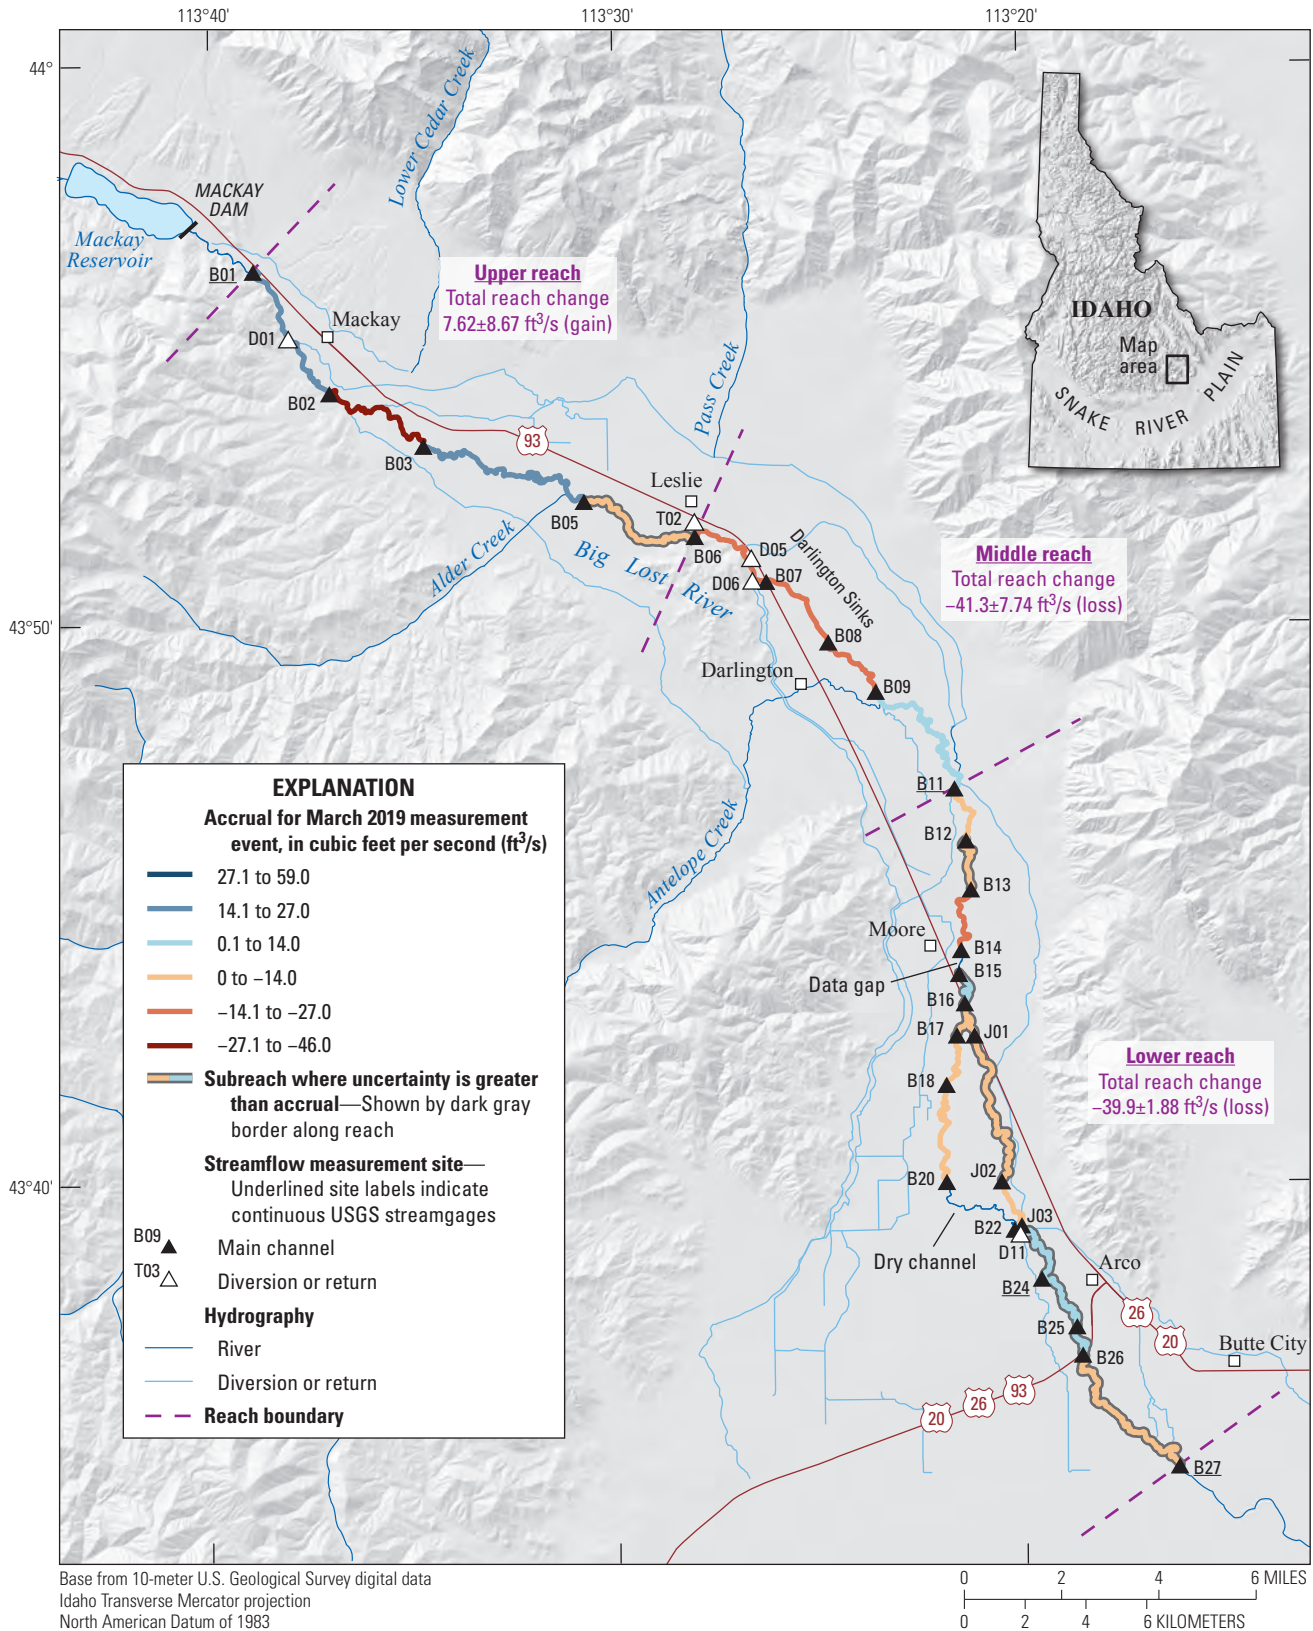 113°40'
113°30'
113°20'
44°
43°50'
43°40'
MACKAY
DAM
Mackay
Reservoir
Lower Cedar Creek
Upper reach
Total reach change
7.62±8.67 ft³/s (gain)
IDAHO
Map
area
SNAKE RIVER PLAIN
B01
D01
Mackay
B02
B03
93
Pass Creek
Leslie
T02
B05
B06
Alder Creek
Big Lost River
D05
D06
B07
Darlington Sinks
Middle reach
Total reach change
−41.3±7.74 ft³/s (loss)
B08
Darlington
B09
B11
Antelope Creek
B12
B13
Moore
B14
B15
Data gap
B16
B17
J01
B18
Lower reach
Total reach change
−39.9±1.88 ft³/s (loss)
B20
J02
J03
B22
D11
Dry channel
B24
Arco
26
20
B25
B26
Butte City
93
26
20
B27
EXPLANATION
Accrual for March 2019 measurement
event, in cubic feet per second (ft³/s)
27.1 to 59.0
14.1 to 27.0
0.1 to 14.0
0 to −14.0
−14.1 to −27.0
−27.1 to −46.0
Subreach where uncertainty is greater
than accrual—Shown by dark gray
border along reach
Streamflow measurement site—
Underlined site labels indicate
continuous USGS streamgages
B09
Main channel
T03
Diversion or return
Hydrography
River
Diversion or return
Reach boundary
Base from 10-meter U.S. Geological Survey digital data
Idaho Transverse Mercator projection
North American Datum of 1983
0 2 4 6 MILES
0 2 4 6 KILOMETERS